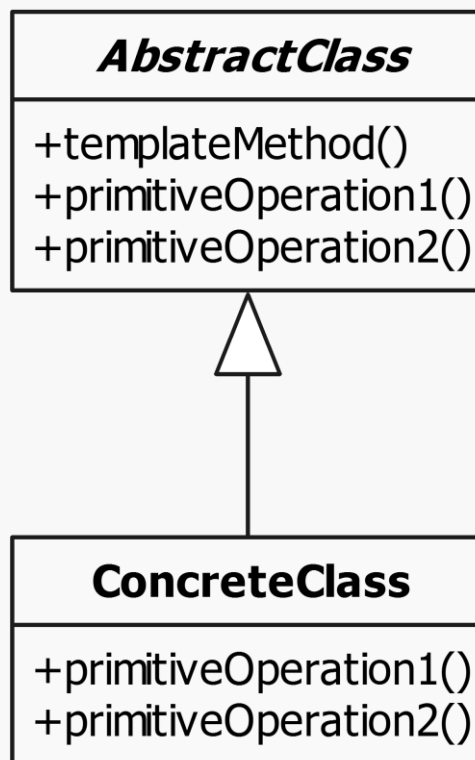 AbstractClass
+templateMethod()
+primitiveOperation1()
+primitiveOperation2()
ConcreteClass
+primitiveOperation1()
+primitiveOperation2()